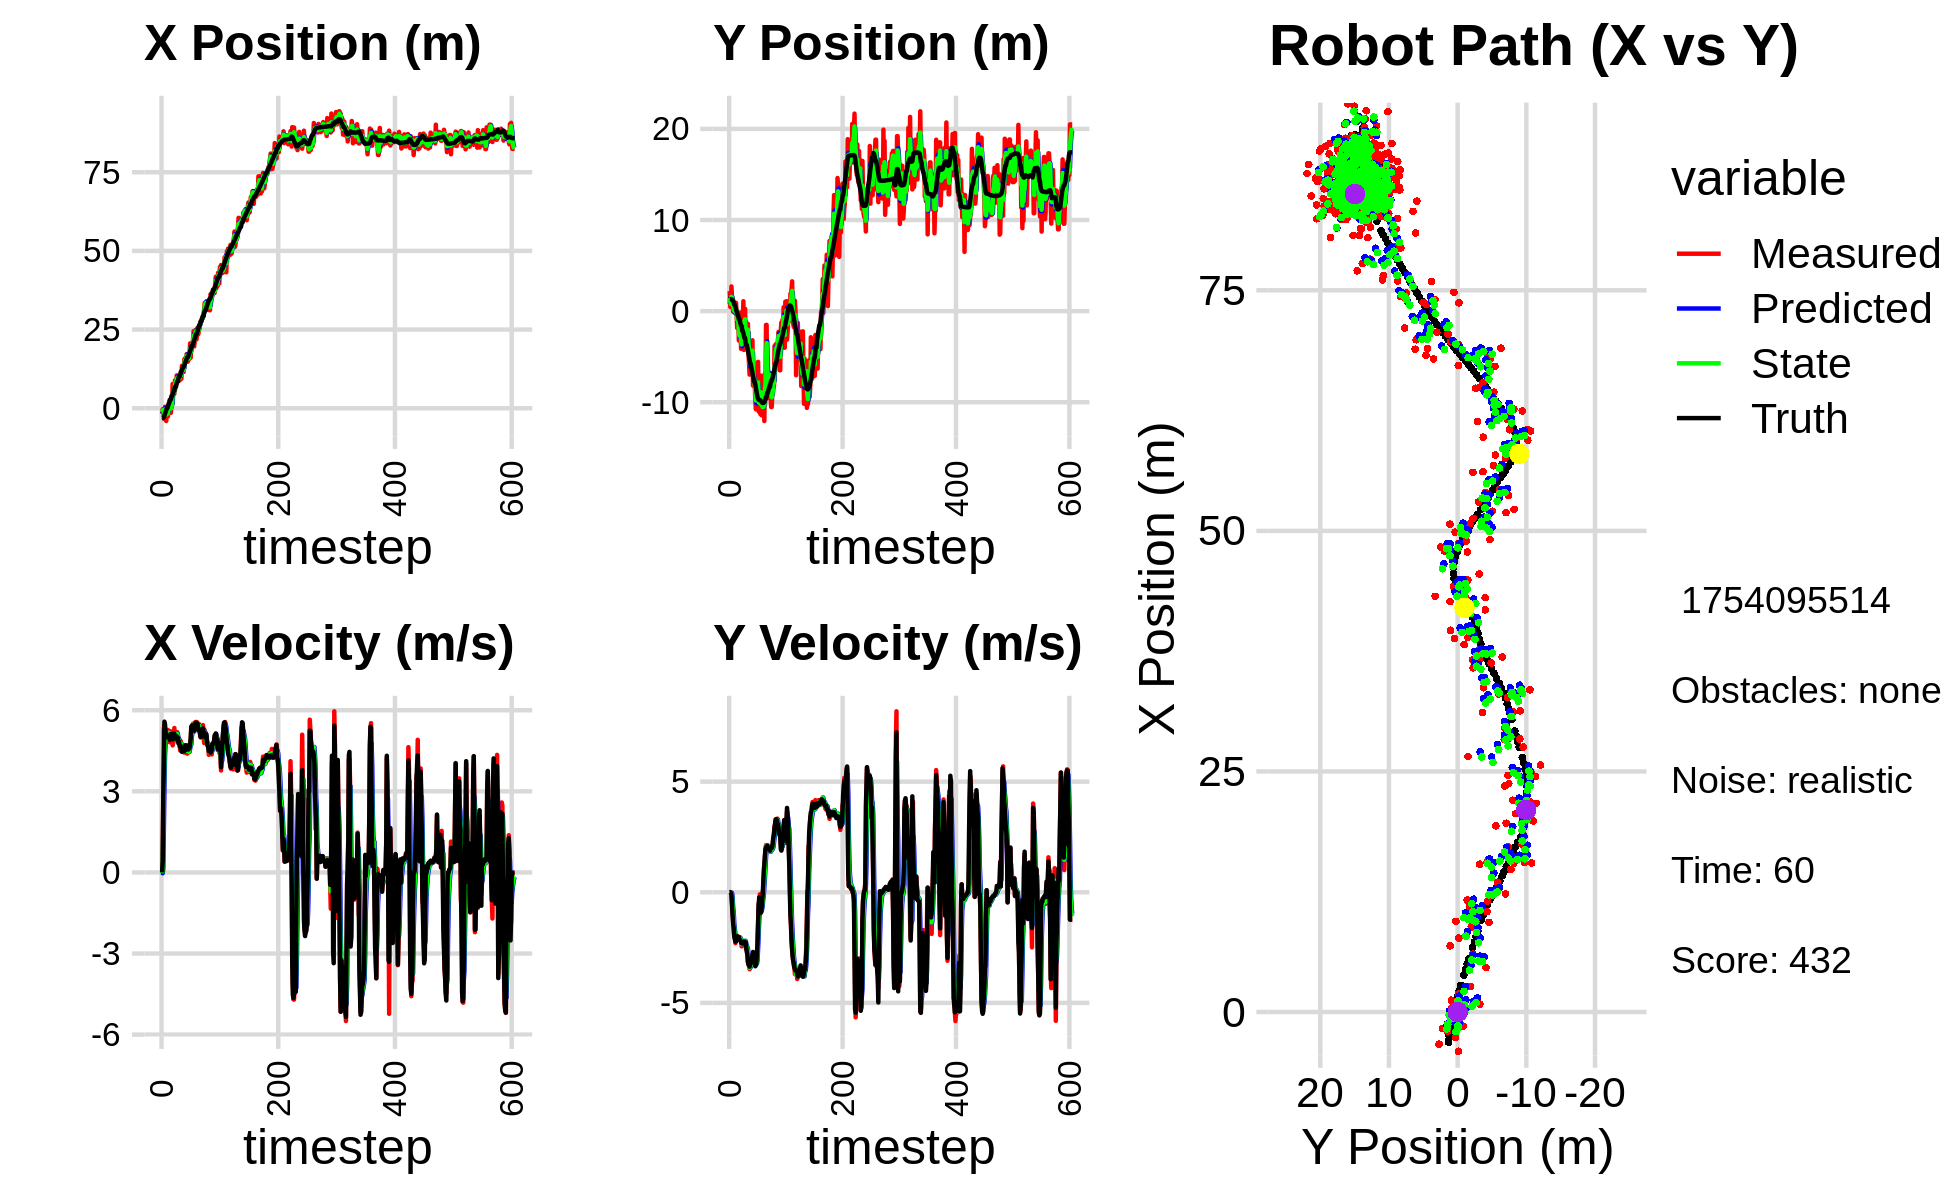 X Position (m)
75
50
25
0
0
200
400
600
timestep
Y Position (m)
20
10
0
-10
0
200
400
600
timestep
X Velocity (m/s)
6
3
0
-3
-6
0
200
400
600
timestep
Y Velocity (m/s)
5
0
-5
0
200
400
600
timestep
Robot Path (X vs Y)
X Position (m)
75
50
25
0
20 10 0 -10 -20
Y Position (m)
variable
Measured
Predicted
State
Truth
1754095514
Obstacles: none
Noise: realistic
Time: 60
Score: 432